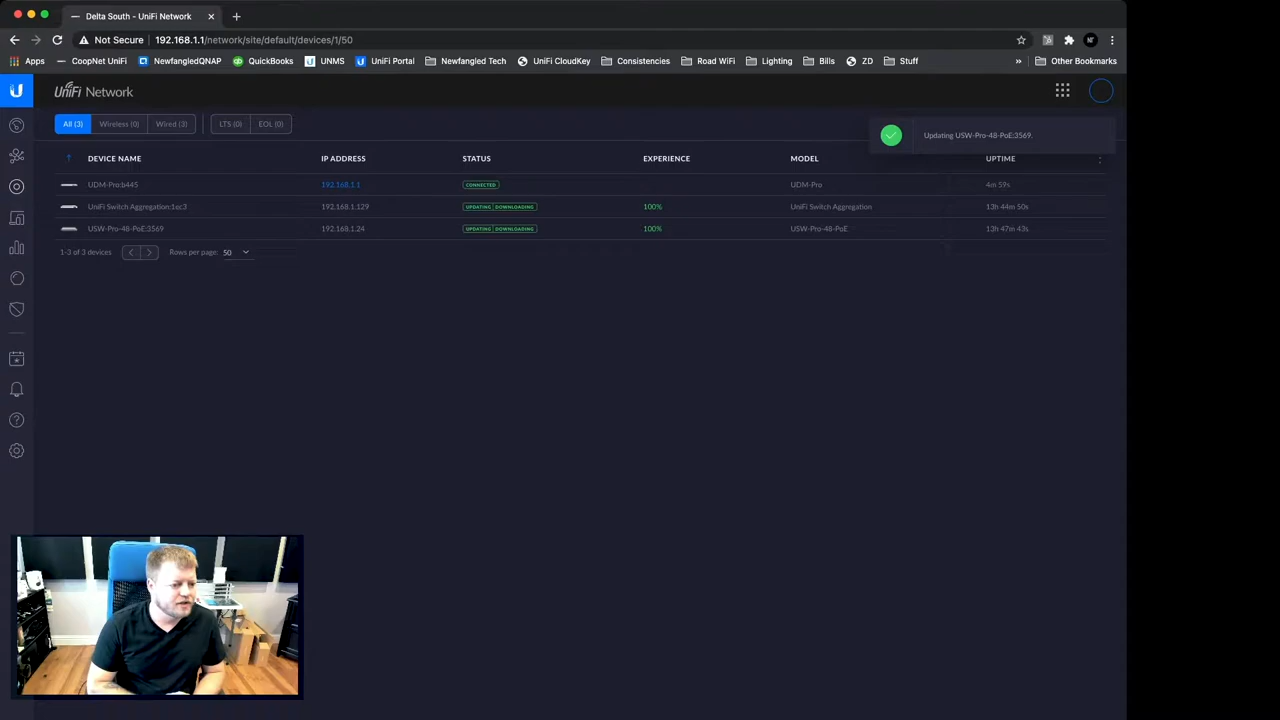 Delta South - UniFi Network
Not Secure 192.168.1.1/network/site/default/devices/1/50
Apps CoopNet UniFi NewfangledQNAP QuickBooks UNMS UniFi Portal Newfangled Tech UniFi CloudKey Consistencies Road WiFi Lighting Bills ZD Stuff » Other Bookmarks
UniFi Network
All (3) Wireless (0) Wired (3) LTS (0) EOL (0)
Updating USW-Pro-48-PoE:3569.
DEVICE NAME IP ADDRESS STATUS EXPERIENCE MODEL UPTIME
UDM-Pro:b445 192.168.1.1 CONNECTED UDM-Pro 4m 59s
UniFi Switch Aggregation:1cc3 192.168.1.129 UPDATING DOWNLOADING 100% UniFi Switch Aggregation 13h 44m 50s
USW-Pro-48-PoE:3569 192.168.1.24 UPDATING DOWNLOADING 100% USW-Pro-48-PoE 13h 47m 43s
1-3 of 3 devices Rows per page: 50